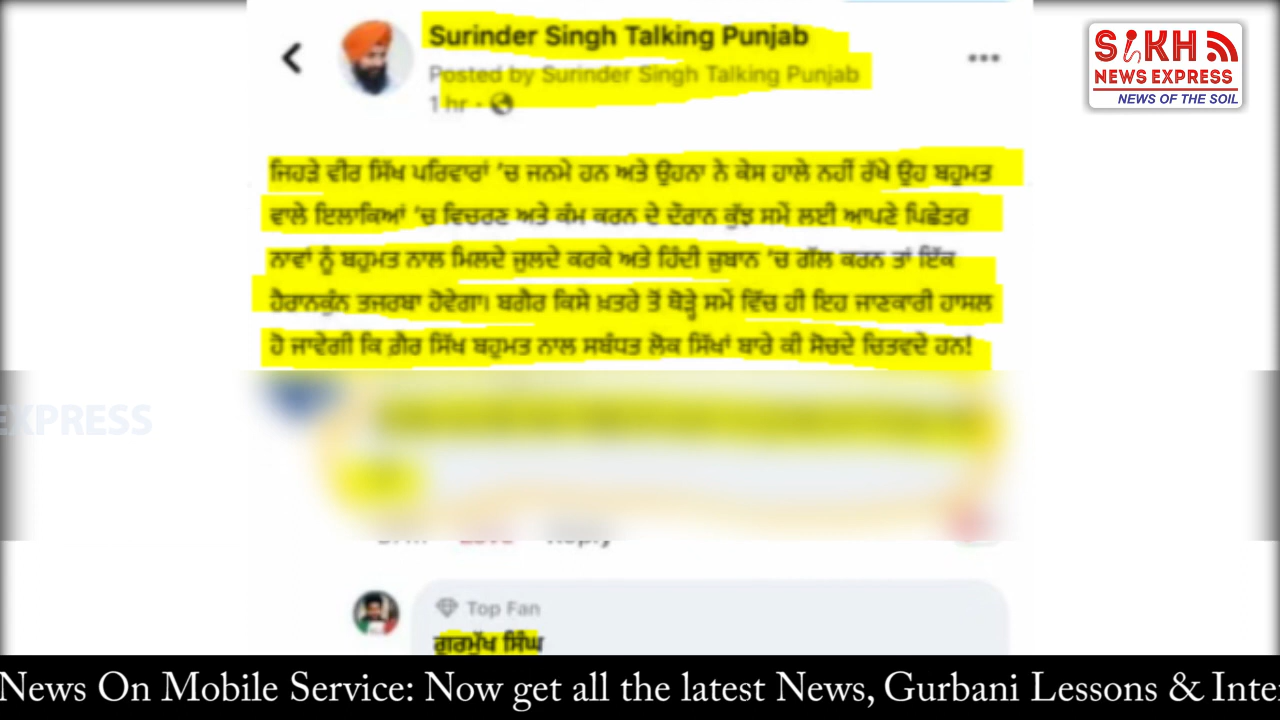 Surinder Singh Talking Punjab
Posted by Surinder Singh Talking Punjab
1 hr ·
SiKH
NEWS EXPRESS
NEWS OF THE SOIL
ਜਿਹੜੇ ਵੀਰ ਸਿੱਖ ਪਰਿਵਾਰਾਂ ’ਚ ਜਨਮੇ ਹਨ ਅਤੇ ਉਹਨਾ ਨੇ ਕੇਸ ਹਾਲੇ ਨਹੀਂ ਰੱਖੇ ਉਹ ਬਹੁਮਤ
ਵਾਲੇ ਇਲਾਕਿਆਂ ’ਚ ਵਿਚਰਣ ਅਤੇ ਕੰਮ ਕਰਨ ਦੇ ਦੌਰਾਨ ਕੁੱਝ ਸਮੇਂ ਲਈ ਆਪਣੇ ਪਿਛੇਤਰ
ਨਾਵਾਂ ਨੂੰ ਬਹੁਮਤ ਨਾਲ ਮਿਲਦੇ ਜੁਲਦੇ ਕਰਕੇ ਅਤੇ ਹਿੰਦੀ ਜ਼ੁਬਾਨ ’ਚ ਗੱਲ ਕਰਨ ਤਾਂ ਇੱਕ
ਹੈਰਾਨਕੁੰਨ ਤਜਰਬਾ ਹੋਵੇਗਾ। ਬਗੈਰ ਕਿਸੇ ਖ਼ਤਰੇ ਤੋਂ ਥੋੜ੍ਹੇ ਸਮੇਂ ਵਿੱਚ ਹੀ ਇਹ ਜਾਣਕਾਰੀ ਹਾਸਲ
ਹੋ ਜਾਵੇਗੀ ਕਿ ਗ਼ੈਰ ਸਿੱਖ ਬਹੁਮਤ ਨਾਲ ਸਬੰਧਤ ਲੋਕ ਸਿੱਖਾਂ ਬਾਰੇ ਕੀ ਸੋਚਦੇ ਚਿਤਵਦੇ ਹਨ!
EXPRESS
Love Reply
Top Fan
ਗੁਰਮੁੱਖ ਸਿੰਘ
News On Mobile Service: Now get all the latest News, Gurbani Lessons & Inte